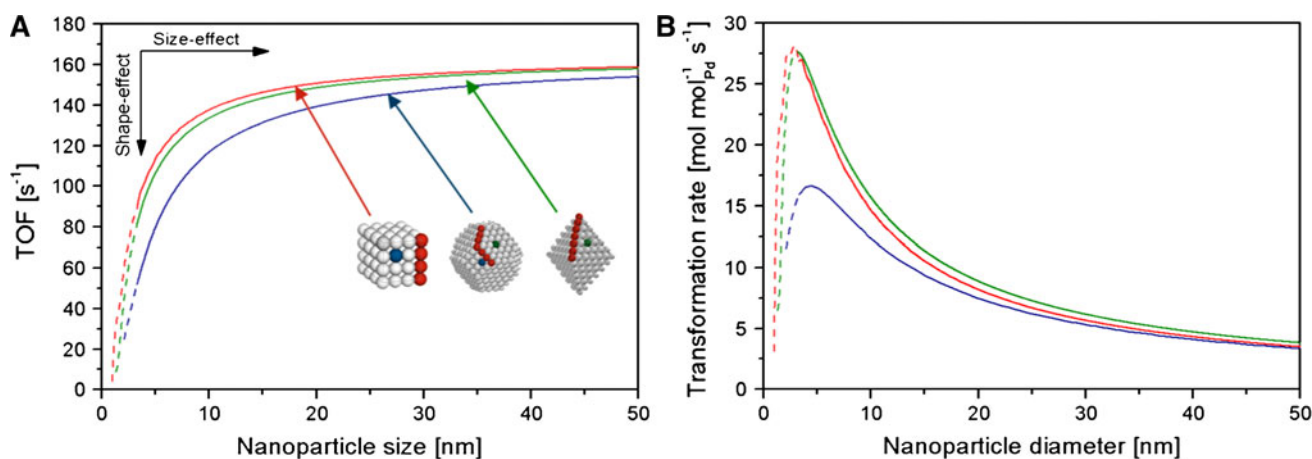 A
TOF [s⁻¹]
180
160
140
120
100
80
60
40
20
0
Size-effect
Shape-effect
0 10 20 30 40 50
Nanoparticle size [nm]
B
Transformation rate [mol mol⁻¹Pd s⁻¹]
30
25
20
15
10
5
0
0 10 20 30 40 50
Nanoparticle diameter [nm]